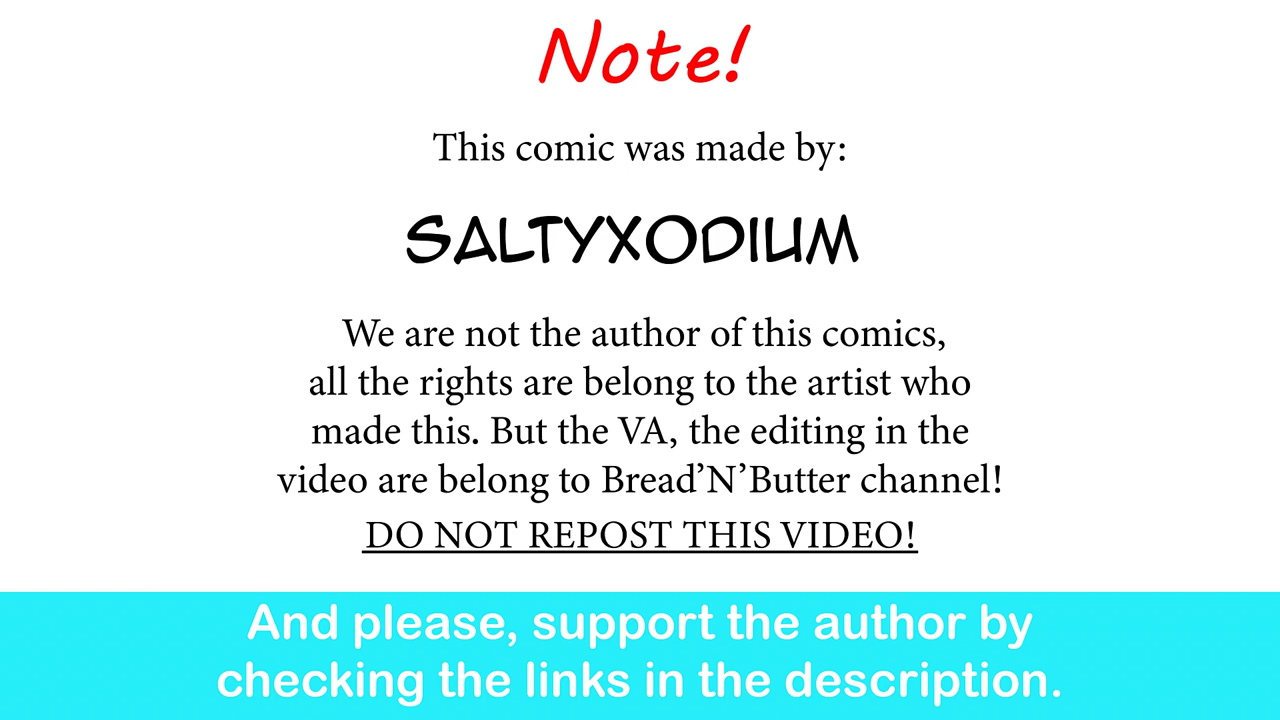 Note!
This comic was made by:
SALTYXODIUM
We are not the author of this comics,
all the rights are belong to the artist who
made this. But the VA, the editing in the
video are belong to Bread’N’Butter channel!
DO NOT REPOST THIS VIDEO!
And please, support the author by
checking the links in the description.